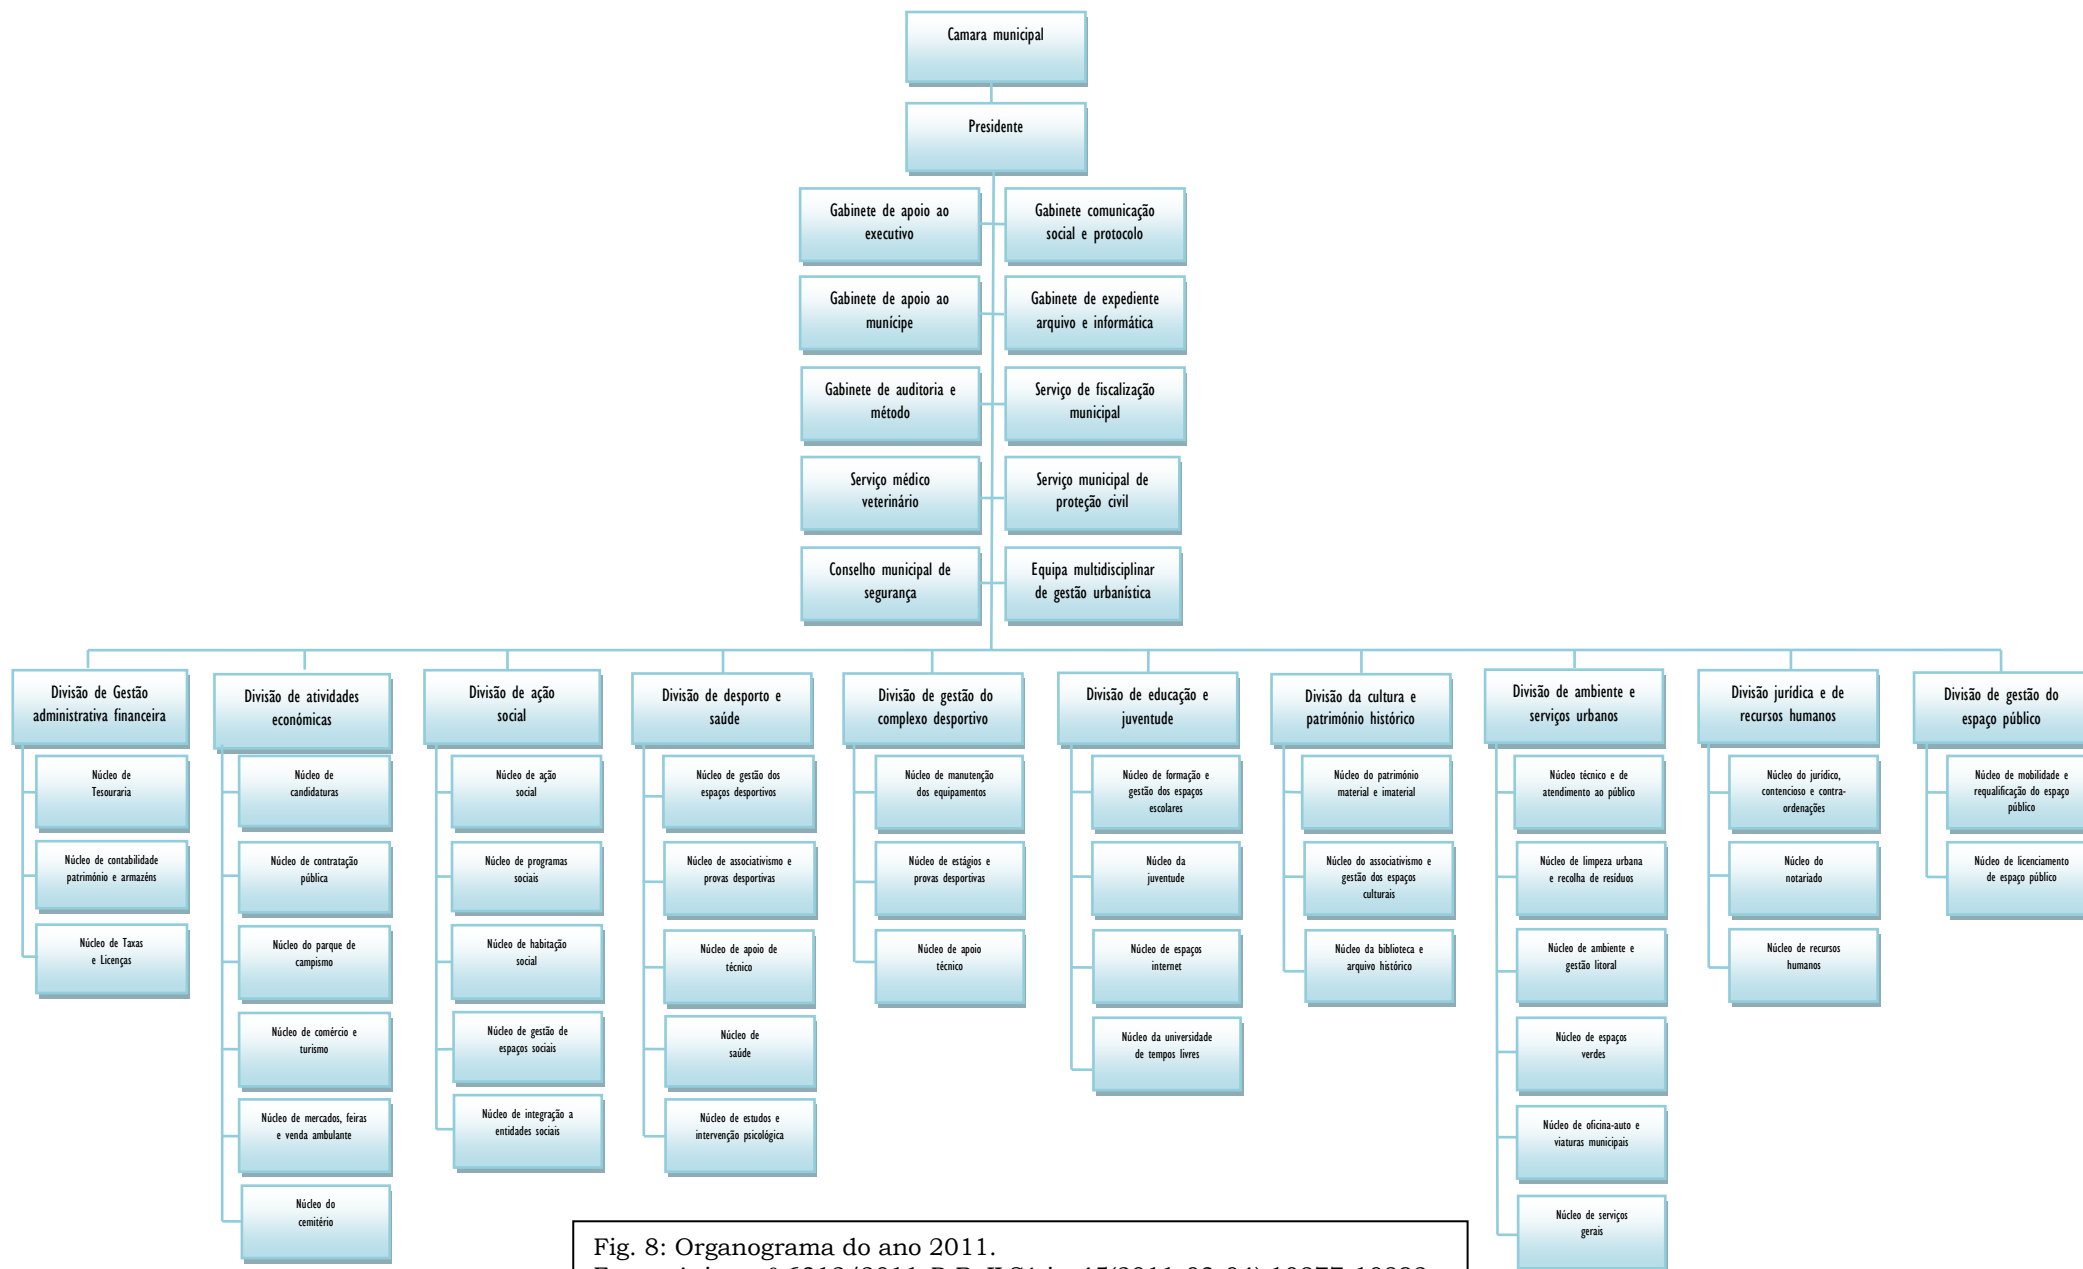 Camara municipal
Presidente
Gabinete de apoio ao
executivo
Gabinete comunicação
social e protocolo
Gabinete de apoio ao
munícipe
Gabinete de expediente
arquivo e informática
Gabinete de auditoria e
método
Serviço de fiscalização
municipal
Serviço médico
veterinário
Serviço municipal de
proteção civil
Conselho municipal de
segurança
Equipa multidisciplinar
de gestão urbanística
Divisão de Gestão
administrativa financeira
Núcleo de
Tesouraria
Núcleo de contabilidade
património e armazéns
Núcleo de Taxas
e Licenças
Divisão de atividades
económicas
Núcleo de
candidaturas
Núcleo de contratação
pública
Núcleo do parque de
campismo
Núcleo de comércio e
turismo
Núcleo de mercados, feiras
e venda ambulante
Núcleo do
cemitério
Divisão de ação
social
Núcleo de ação
social
Núcleo de programas
sociais
Núcleo de habitação
social
Núcleo de gestão de
espaços sociais
Núcleo de integração a
entidades sociais
Divisão de desporto e
saúde
Núcleo de gestão dos
espaços desportivos
Núcleo de associativismo e
provas desportivas
Núcleo de apoio de
técnico
Núcleo de
saúde
Núcleo de estudos e
intervenção psicológica
Divisão de gestão do
complexo desportivo
Núcleo de manutenção
dos equipamentos
Núcleo de estágios e
provas desportivas
Núcleo de apoio
técnico
Divisão de educação e
juventude
Núcleo de formação e
gestão dos espaços
escolares
Núcleo da
juventude
Núcleo de espaços
internet
Núcleo da universidade
de tempos livres
Divisão da cultura e
património histórico
Núcleo do património
material e imaterial
Núcleo do associativismo e
gestão dos espaços
culturais
Núcleo da biblioteca e
arquivo histórico
Divisão de ambiente e
serviços urbanos
Núcleo técnico e de
atendimento ao público
Núcleo de limpeza urbana
e recolha de resíduos
Núcleo de ambiente e
gestão litoral
Núcleo de espaços
verdes
Núcleo de oficina-auto e
viaturas municipais
Núcleo de serviços
gerais
Divisão jurídica e de
recursos humanos
Núcleo do jurídico,
contencioso e contra-
ordenações
Núcleo do
notariado
Núcleo de recursos
humanos
Divisão de gestão do
espaço público
Núcleo de mobilidade e
requalificação do espaço
público
Núcleo de licenciamento
de espaço público
Fig. 8: Organograma do ano 2011.